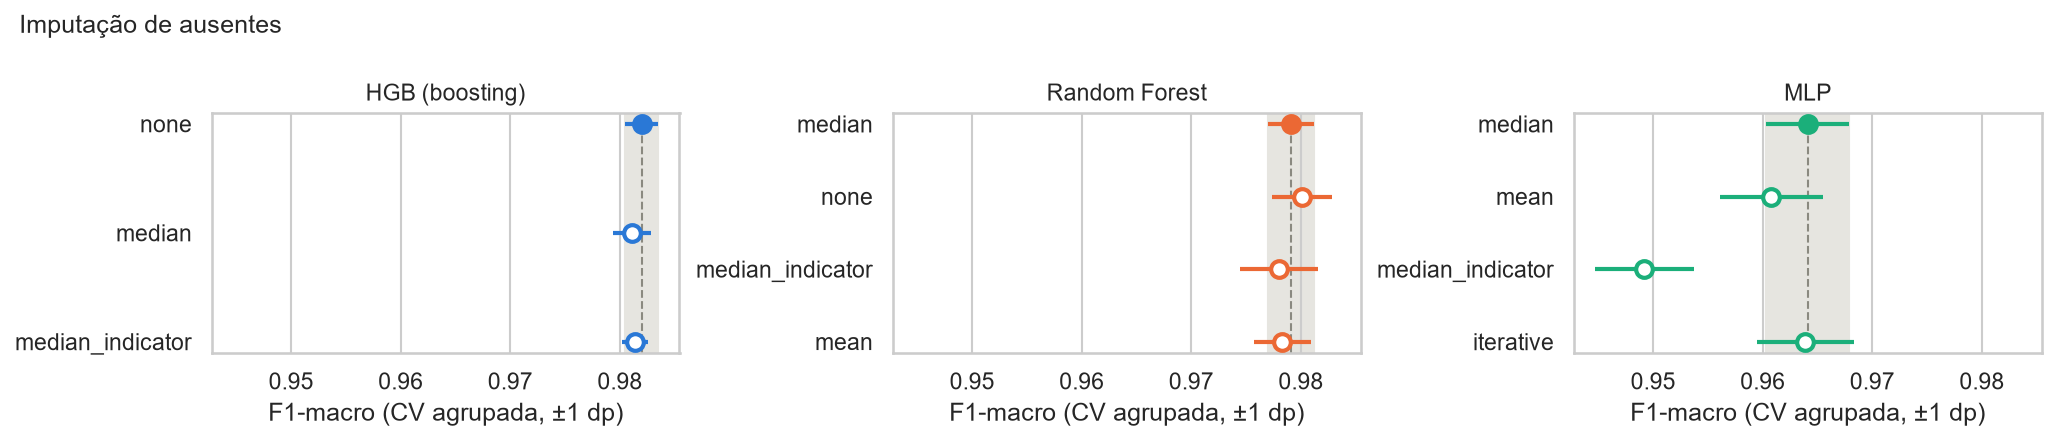 Imputação de ausentes
HGB (boosting)
none
median
median_indicator
0.95 0.96 0.97 0.98
F1-macro (CV agrupada, ±1 dp)
Random Forest
median
none
median_indicator
mean
0.95 0.96 0.97 0.98
F1-macro (CV agrupada, ±1 dp)
MLP
median
mean
median_indicator
iterative
0.95 0.96 0.97 0.98
F1-macro (CV agrupada, ±1 dp)